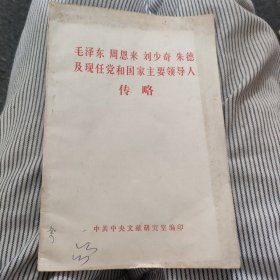 毛泽东 周恩来 刘少奇 朱德
及现任党和国家主要领导人
传略
中共中央文献研究室编印